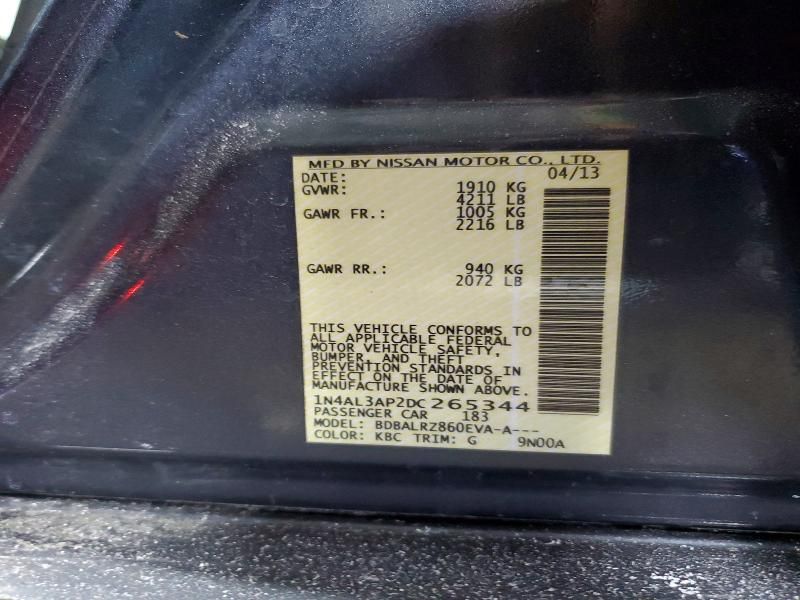 MFD BY NISSAN MOTOR CO., LTD.
DATE: 04/13
GVWR: 1910 KG
4211 LB
GAWR FR.: 1005 KG
2216 LB
GAWR RR.: 940 KG
2072 LB
THIS VEHICLE CONFORMS TO
ALL APPLICABLE FEDERAL
MOTOR VEHICLE SAFETY,
BUMPER, AND THEFT
PREVENTION STANDARDS IN
EFFECT ON THE DATE OF
MANUFACTURE SHOWN ABOVE.
1N4AL3AP2DC265344
PASSENGER CAR 183
MODEL: BDBALRZ860EVA-A---
COLOR: KBC TRIM: G 9N00A